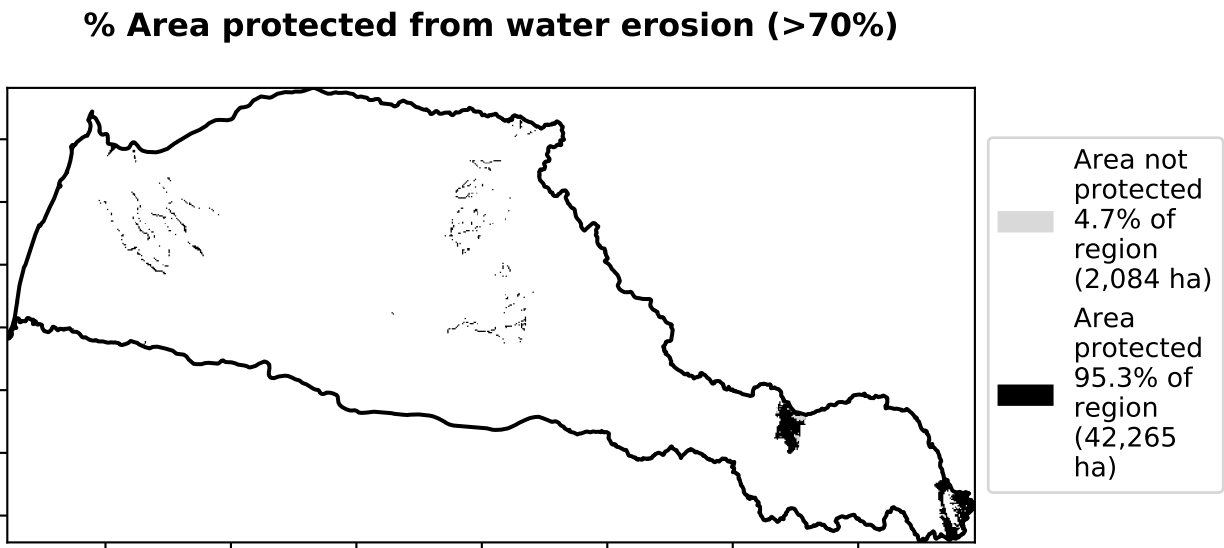 % Area protected from water erosion (>70%)
Area not
protected
4.7% of
region
(2,084 ha)
Area
protected
95.3% of
region
(42,265
ha)